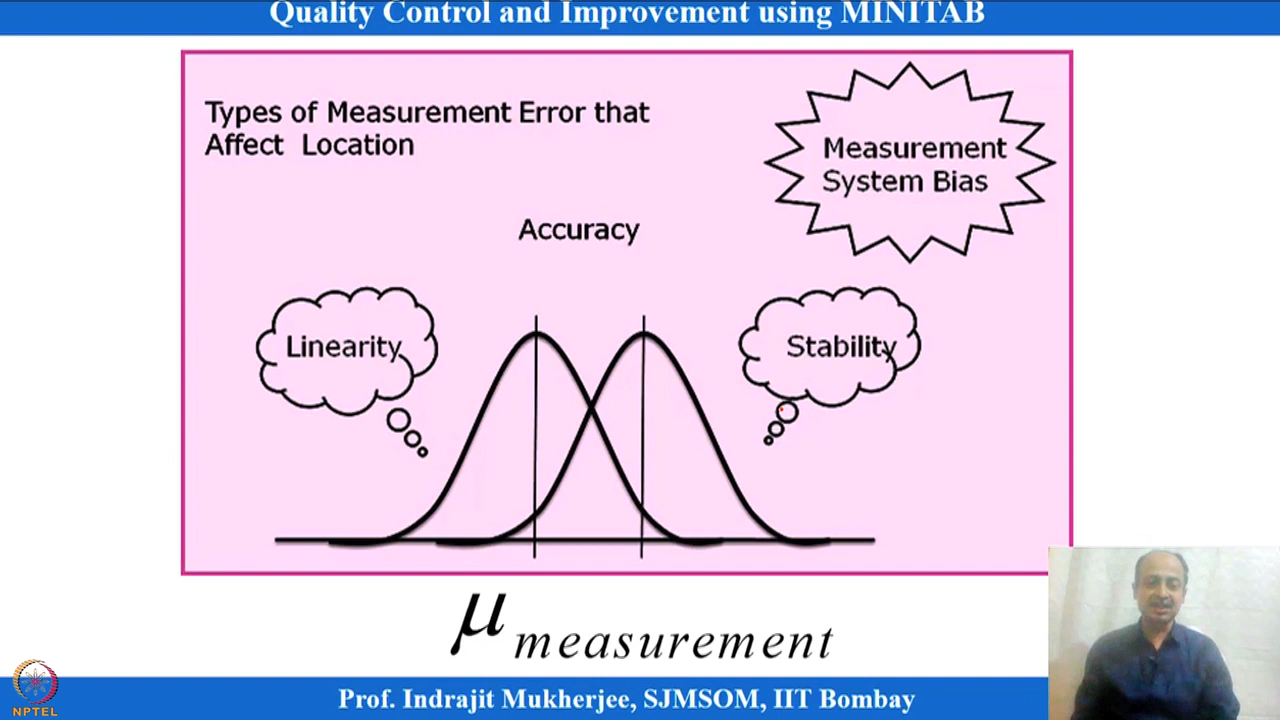 Quality Control and Improvement using MINITAB
Types of Measurement Error that
Affect Location
Measurement
System Bias
Accuracy
Linearity
Stability
μ measurement
Prof. Indrajit Mukherjee, SJMSOM, IIT Bombay
NPTEL